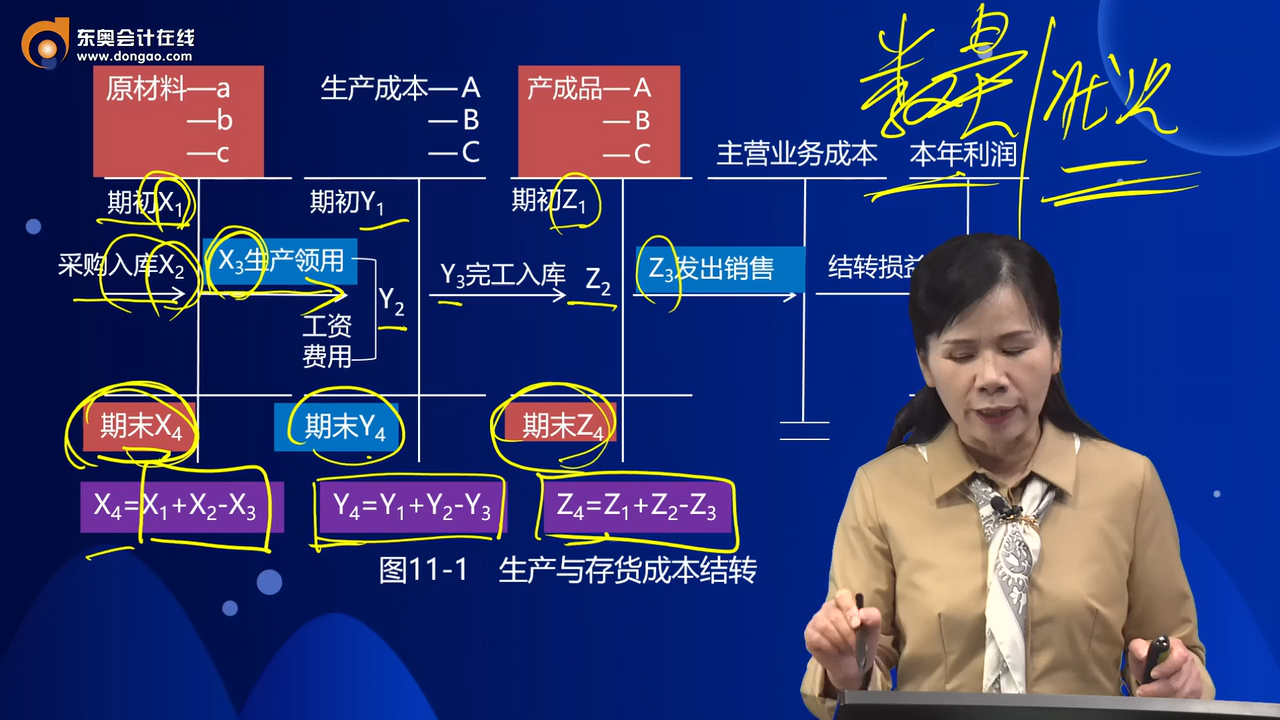 东奥会计在线
www.dongao.com
数量 状况
原材料—a
—b
—c
生产成本—A
—B
—C
产成品—A
—B
—C
主营业务成本
本年利润
期初X₁
期初Y₁
期初Z₁
采购入库X₂
X₃生产领用
Y₃完工入库
Z₂
Z₃发出销售
结转损益
Y₂
工资
费用
期末X₄
期末Y₄
期末Z₄
X₄=X₁+X₂-X₃
Y₄=Y₁+Y₂-Y₃
Z₄=Z₁+Z₂-Z₃
图11-1 生产与存货成本结转